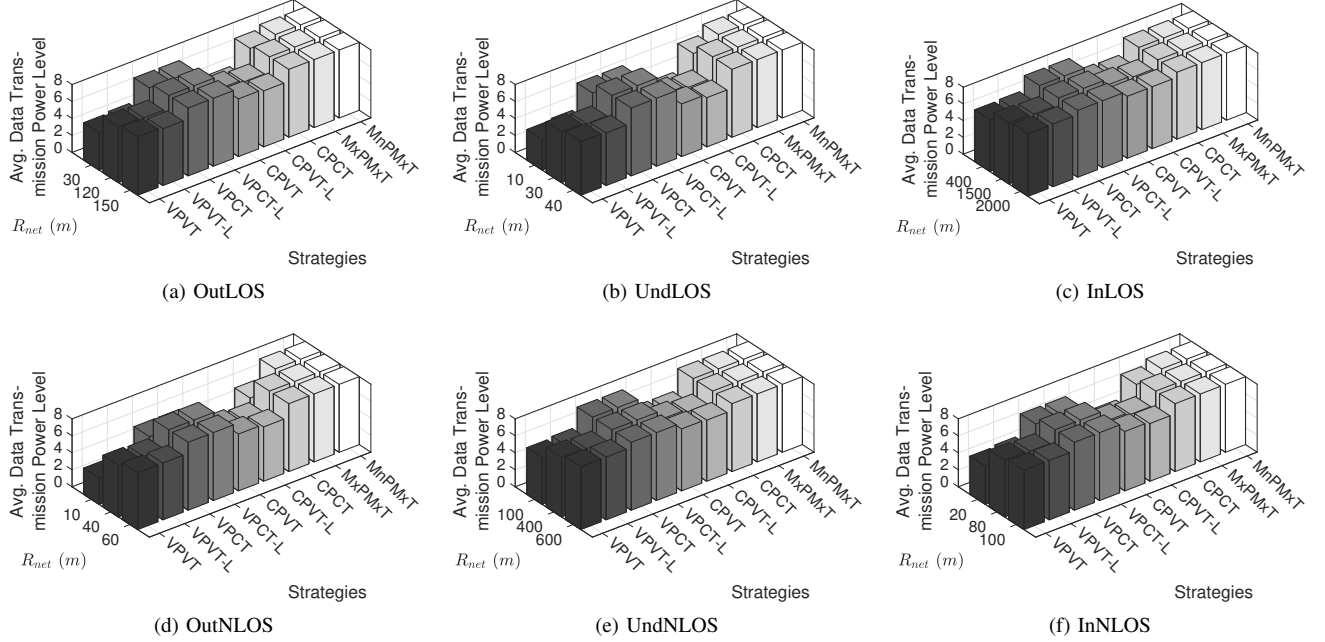 Avg. Data Trans-
mission Power Level
8
6
4
2
0
30
120
150
R_net (m)
VPVT
VPVT-L
VPCT
VPCT-L
CPVT
CPVT-L
CPCT
MxPMxT
MnPMxT
Strategies
(a) OutLOS
Avg. Data Trans-
mission Power Level
8
6
4
2
0
10
30
40
R_net (m)
VPVT
VPVT-L
VPCT
VPCT-L
CPVT
CPVT-L
CPCT
MxPMxT
MnPMxT
Strategies
(b) UndLOS
Avg. Data Trans-
mission Power Level
8
6
4
2
0
400
1500
2000
R_net (m)
VPVT
VPVT-L
VPCT
VPCT-L
CPVT
CPVT-L
CPCT
MxPMxT
MnPMxT
Strategies
(c) InLOS
Avg. Data Trans-
mission Power Level
8
6
4
2
0
10
40
60
R_net (m)
VPVT
VPVT-L
VPCT
VPCT-L
CPVT
CPVT-L
CPCT
MxPMxT
MnPMxT
Strategies
(d) OutNLOS
Avg. Data Trans-
mission Power Level
8
6
4
2
0
100
400
600
R_net (m)
VPVT
VPVT-L
VPCT
VPCT-L
CPVT
CPVT-L
CPCT
MxPMxT
MnPMxT
Strategies
(e) UndNLOS
Avg. Data Trans-
mission Power Level
8
6
4
2
0
20
80
100
R_net (m)
VPVT
VPVT-L
VPCT
VPCT-L
CPVT
CPVT-L
CPCT
MxPMxT
MnPMxT
Strategies
(f) InNLOS